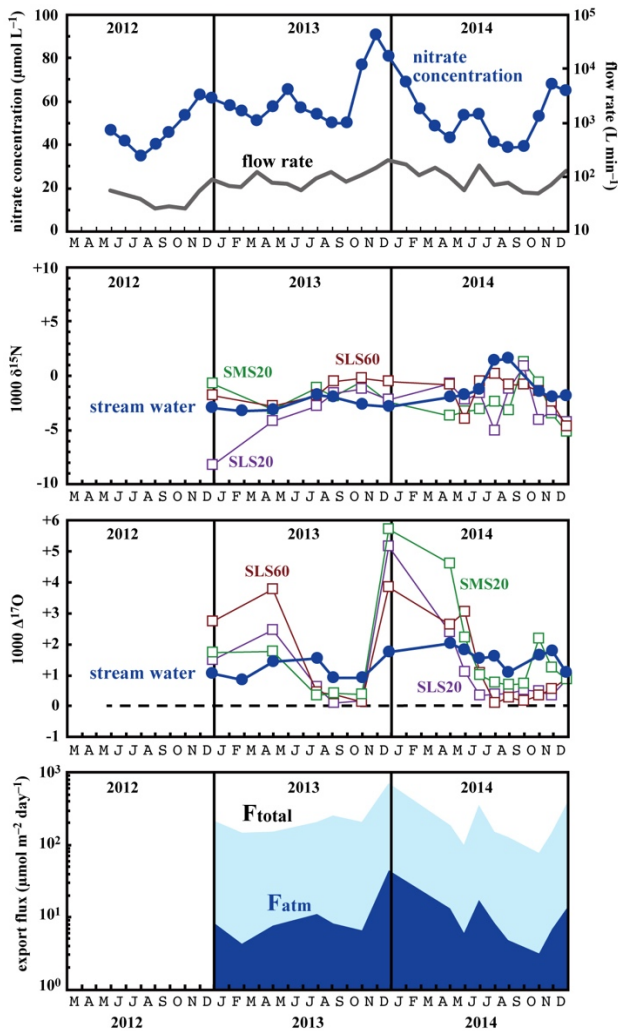 nitrate concentration (μmol L⁻¹)
100
80
60
40
20
0
2012
2013
2014
nitrate
concentration
flow rate
10⁵
10⁴
10³
10²
10
flow rate
(L min⁻¹)
M A M J J A S O N D J F M A M J J A S O N D J F M A M J J A S O N D
1000 δ¹⁵N
+10
+5
0
-5
-10
2012
2013
2014
SMS20
SLS60
stream water
SLS20
M A M J J A S O N D J F M A M J J A S O N D J F M A M J J A S O N D
1000 Δ¹⁷O
+6
+5
+4
+3
+2
+1
0
2012
2013
2014
SLS60
SMS20
stream water
SLS20
M A M J J A S O N D J F M A M J J A S O N D J F M A M J J A S O N D
export flux (μmol m⁻² day⁻¹)
10³
10²
10¹
10⁰
2012
2013
2014
Ftotal
Fatm
M A M J J A S O N D J F M A M J J A S O N D J F M A M J J A S O N D
2012
2013
2014